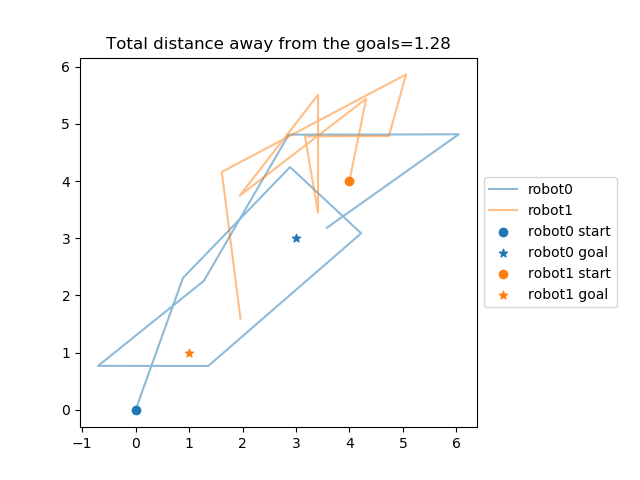 Total distance away from the goals=1.28
6
5
4
3
2
1
0
−1
0
1
2
3
4
5
6
robot0
robot1
robot0 start
robot0 goal
robot1 start
robot1 goal